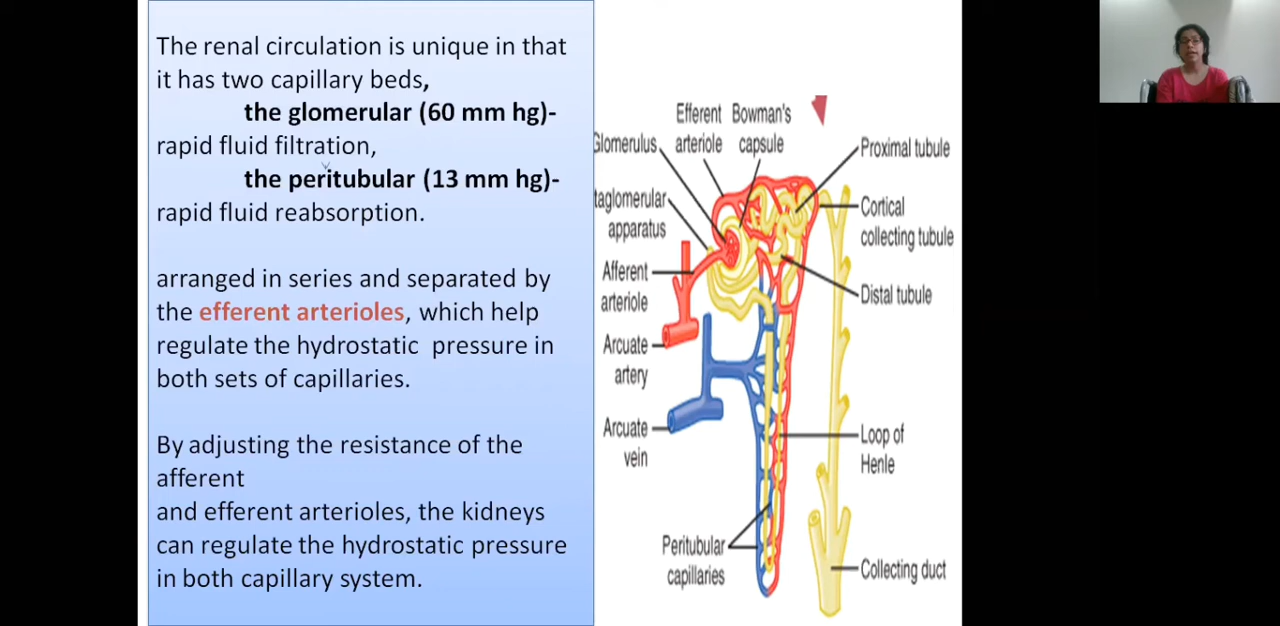 The renal circulation is unique in that
it has two capillary beds,
the glomerular (60 mm hg)-
rapid fluid filtration,
the peritubular (13 mm hg)-
rapid fluid reabsorption.
arranged in series and separated by
the efferent arterioles, which help
regulate the hydrostatic pressure in
both sets of capillaries.
By adjusting the resistance of the
afferent
and efferent arterioles, the kidneys
can regulate the hydrostatic pressure
in both capillary system.
Efferent
arteriole
Bowman's
capsule
Glomerulus
Proximal tubule
taglomerular
apparatus
Cortical
collecting tubule
Afferent
arteriole
Distal tubule
Arcuate
artery
Arcuate
vein
Loop of
Henle
Peritubular
capillaries
Collecting duct